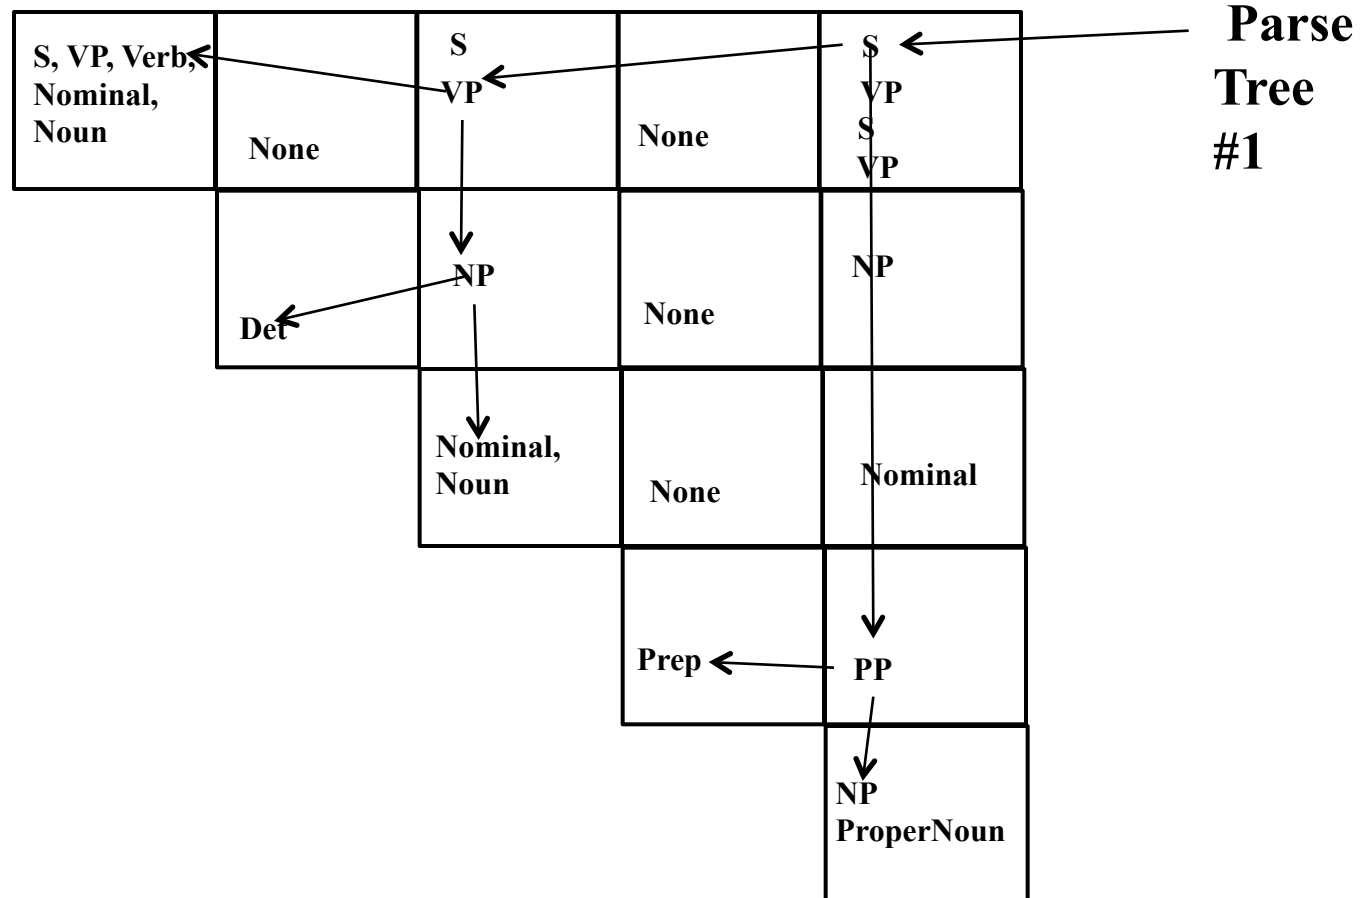 S, VP, Verb,
Nominal,
Noun
None
S
VP
None
S
VP
S
VP
Parse
Tree
#1
Det
NP
None
NP
Nominal,
Noun
None
Nominal
Prep
PP
NP
ProperNoun